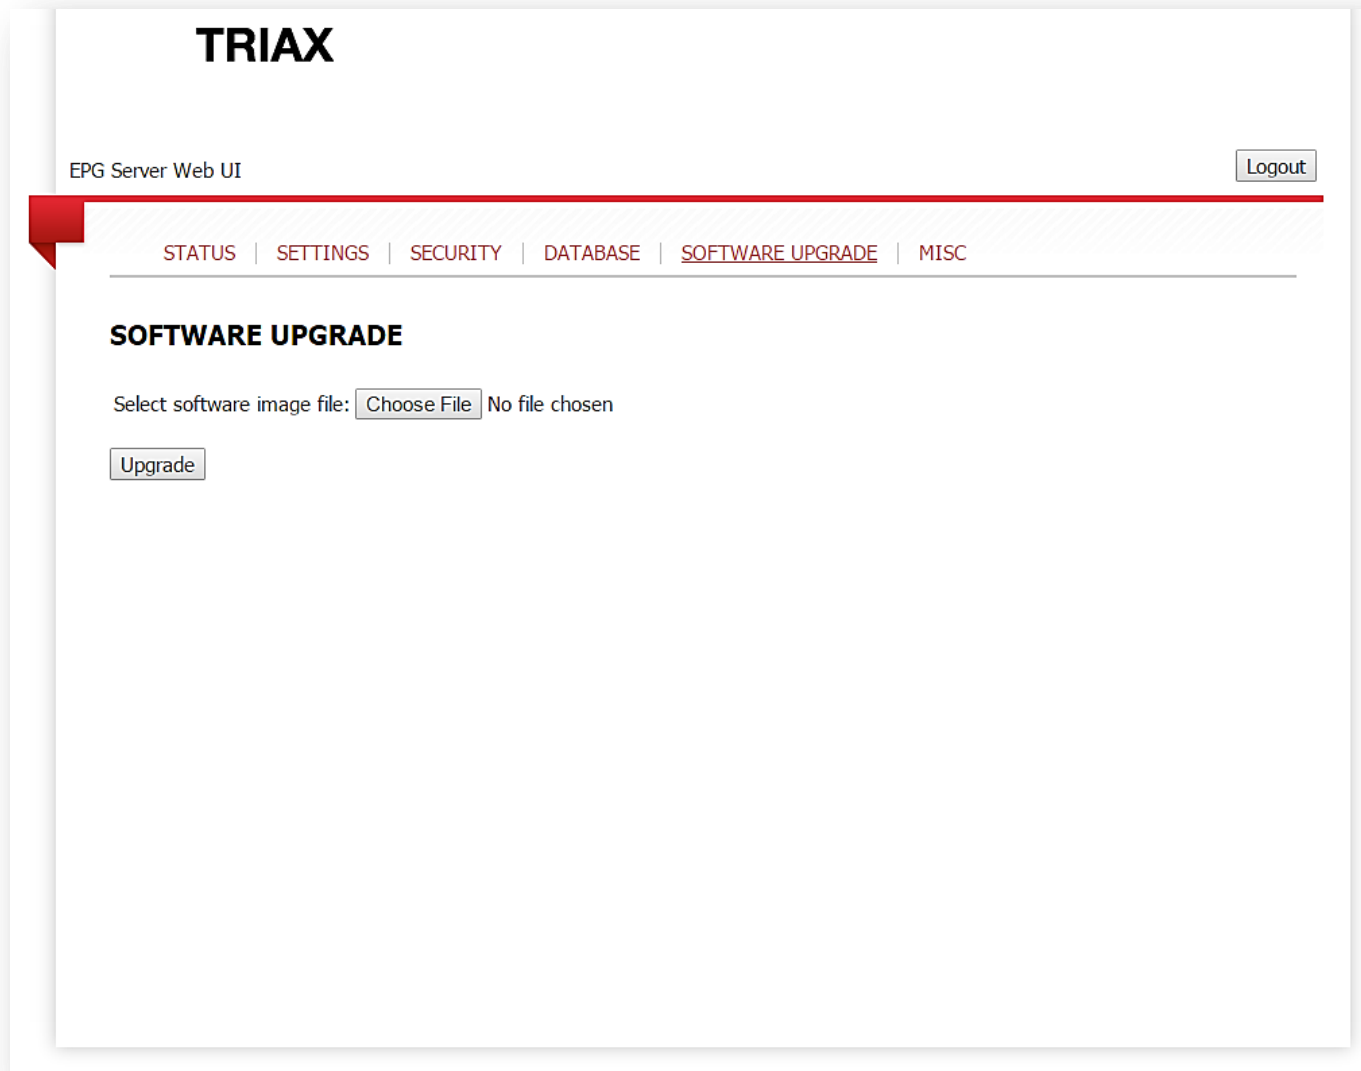 TRIAX
EPG Server Web UI
Logout
STATUS | SETTINGS | SECURITY | DATABASE | SOFTWARE UPGRADE | MISC
SOFTWARE UPGRADE
Select software image file: Choose File No file chosen
Upgrade